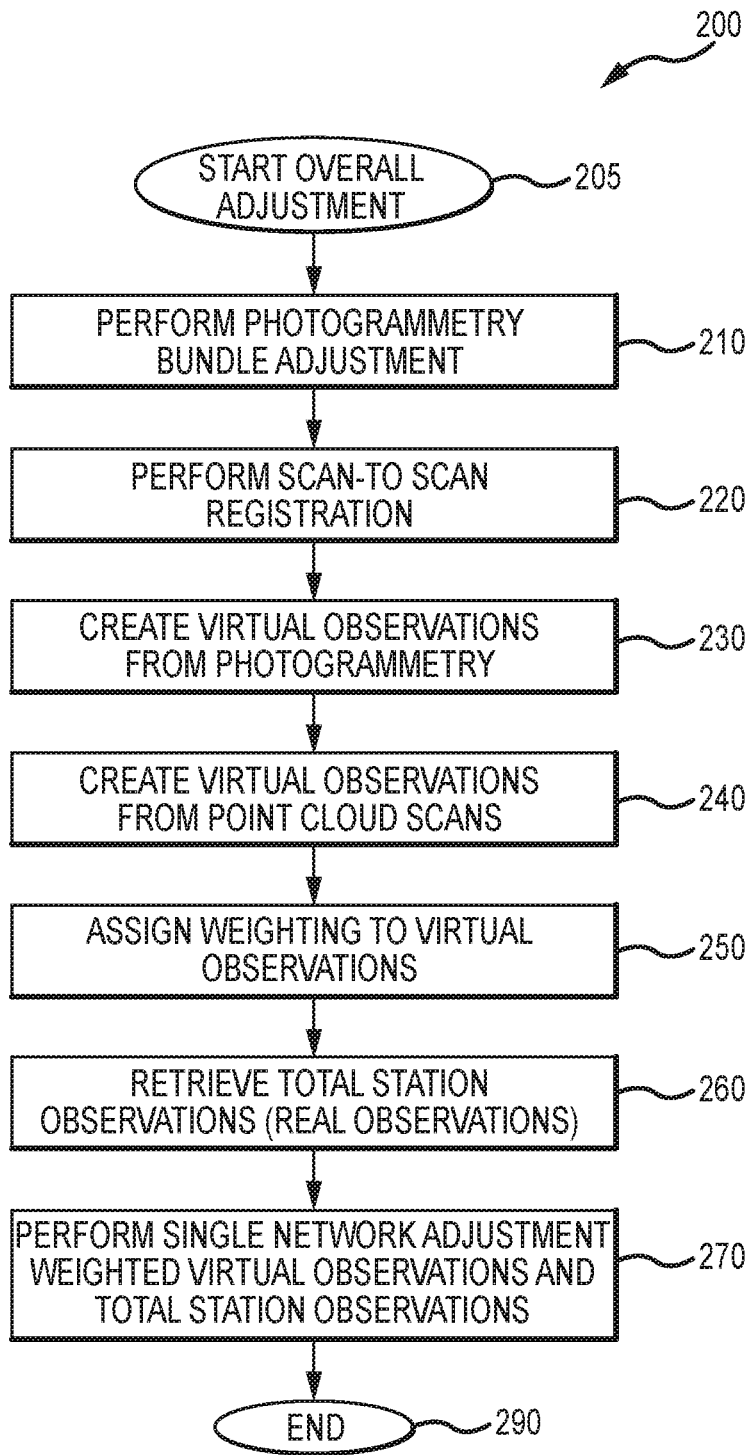 200
START OVERALL
ADJUSTMENT
205
PERFORM PHOTOGRAMMETRY
BUNDLE ADJUSTMENT
210
PERFORM SCAN-TO SCAN
REGISTRATION
220
CREATE VIRTUAL OBSERVATIONS
FROM PHOTOGRAMMETRY
230
CREATE VIRTUAL OBSERVATIONS
FROM POINT CLOUD SCANS
240
ASSIGN WEIGHTING TO VIRTUAL
OBSERVATIONS
250
RETRIEVE TOTAL STATION
OBSERVATIONS (REAL OBSERVATIONS)
260
PERFORM SINGLE NETWORK ADJUSTMENT
WEIGHTED VIRTUAL OBSERVATIONS AND
TOTAL STATION OBSERVATIONS
270
END
290